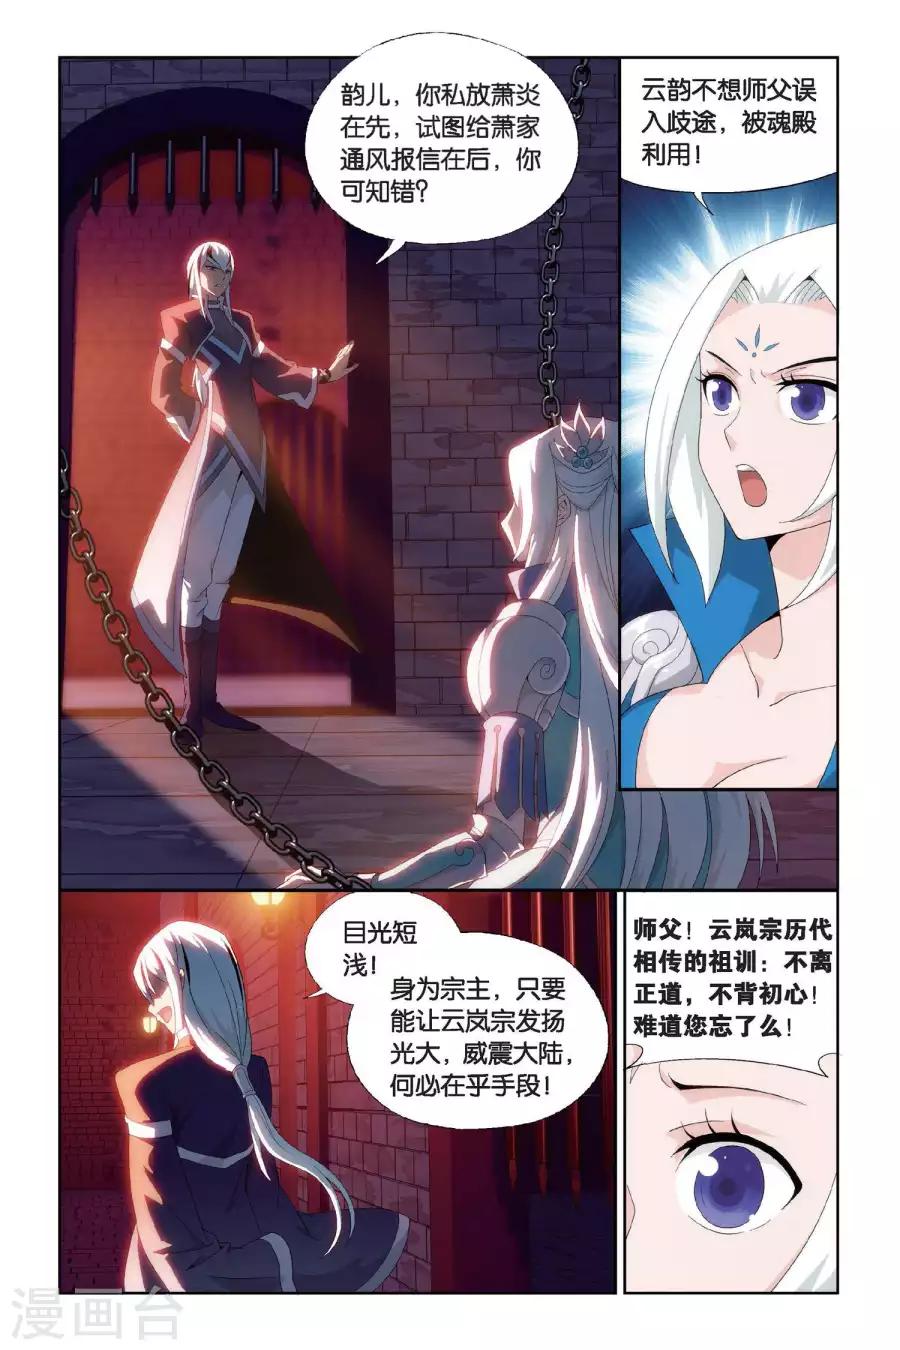 韵儿，你私放萧炎
在先，试图给萧家
通风报信在后，你
可知错？
云韵不想师父误
入歧途，被魂殿
利用！
目光短
浅！
身为宗主，只要
能让云岚宗发扬
光大，威震大陆，
何必在乎手段！
师父！云岚宗历代
相传的祖训：不离
正道，不背初心！
难道您忘了么！
漫画台